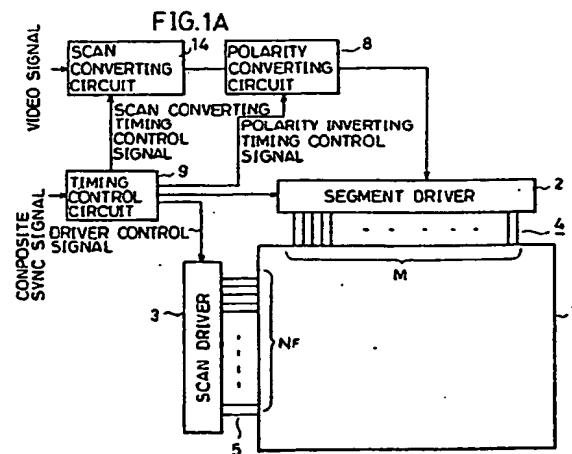 FIG.1A
VIDEO SIGNAL
SCAN
CONVERTING
CIRCUIT
14
POLARITY
CONVERTING
CIRCUIT
8
SCAN CONVERTING
TIMING
CONTROL
SIGNAL
POLARITY INVERTING
TIMING CONTROL
SIGNAL
CONPOSITE
SYNC SIGNAL
TIMING
CONTROL
CIRCUIT
9
DRIVER CONTROL
SIGNAL
SEGMENT DRIVER
2
4
M
3
SCAN DRIVER
NF
5